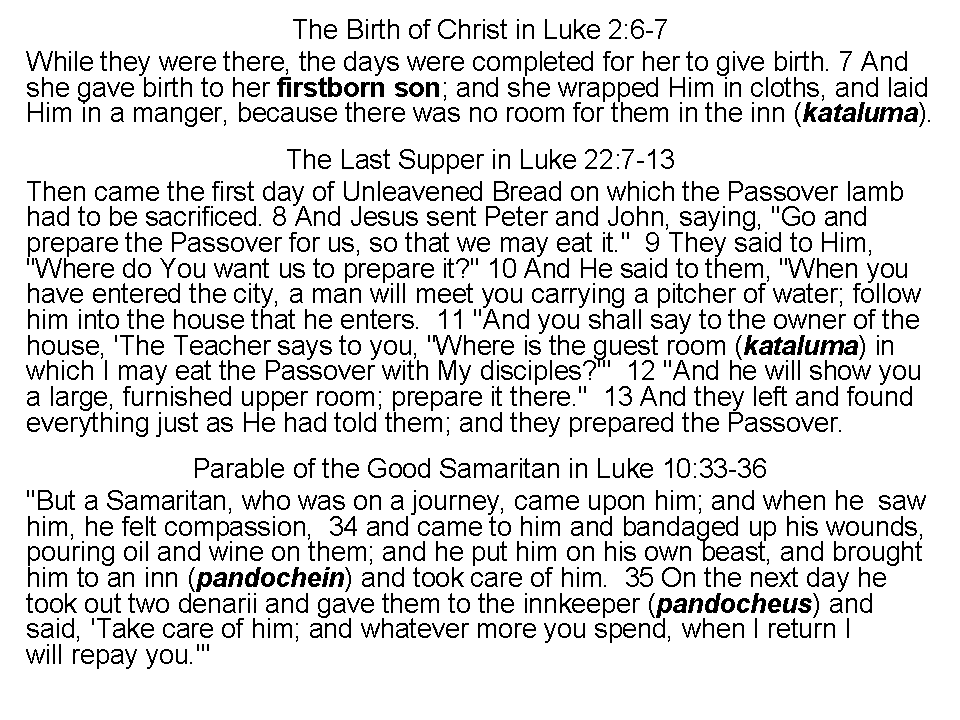 The Birth of Christ in Luke 2:6-7
While they were there, the days were completed for her to give birth. 7 And
she gave birth to her firstborn son; and she wrapped Him in cloths, and laid
Him in a manger, because there was no room for them in the inn (kataluma).
The Last Supper in Luke 22:7-13
Then came the first day of Unleavened Bread on which the Passover lamb
had to be sacrificed. 8 And Jesus sent Peter and John, saying, "Go and
prepare the Passover for us, so that we may eat it."  9 They said to Him,
"Where do You want us to prepare it?" 10 And He said to them, "When you
have entered the city, a man will meet you carrying a pitcher of water; follow
him into the house that he enters.  11 "And you shall say to the owner of the
house, 'The Teacher says to you, "Where is the guest room (kataluma) in
which I may eat the Passover with My disciples?"'  12 "And he will show you
a large, furnished upper room; prepare it there."  13 And they left and found
everything just as He had told them; and they prepared the Passover.
Parable of the Good Samaritan in Luke 10:33-36
"But a Samaritan, who was on a journey, came upon him; and when he  saw
him, he felt compassion,  34 and came to him and bandaged up his wounds,
pouring oil and wine on them; and he put him on his own beast, and brought
him to an inn (pandochein) and took care of him.  35 On the next day he
took out two denarii and gave them to the innkeeper (pandocheus) and
said, 'Take care of him; and whatever more you spend, when I return I
will repay you.'"